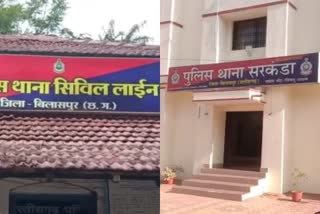 स थाना सिविल लाईन
जिला - बिलासपुर (छ.ग.)
पुलिस थाना सरकंडा